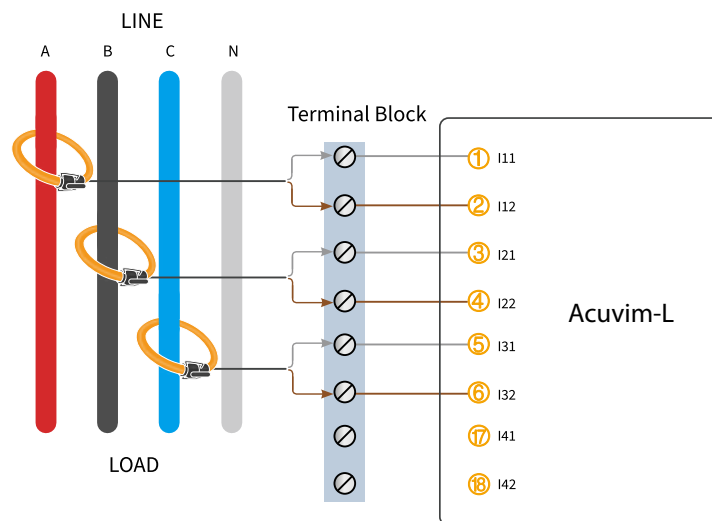 LINE
A B C N
Terminal Block
1 I11
2 I12
3 I21
4 I22
Acuvim-L
5 I31
6 I32
17 I41
18 I42
LOAD